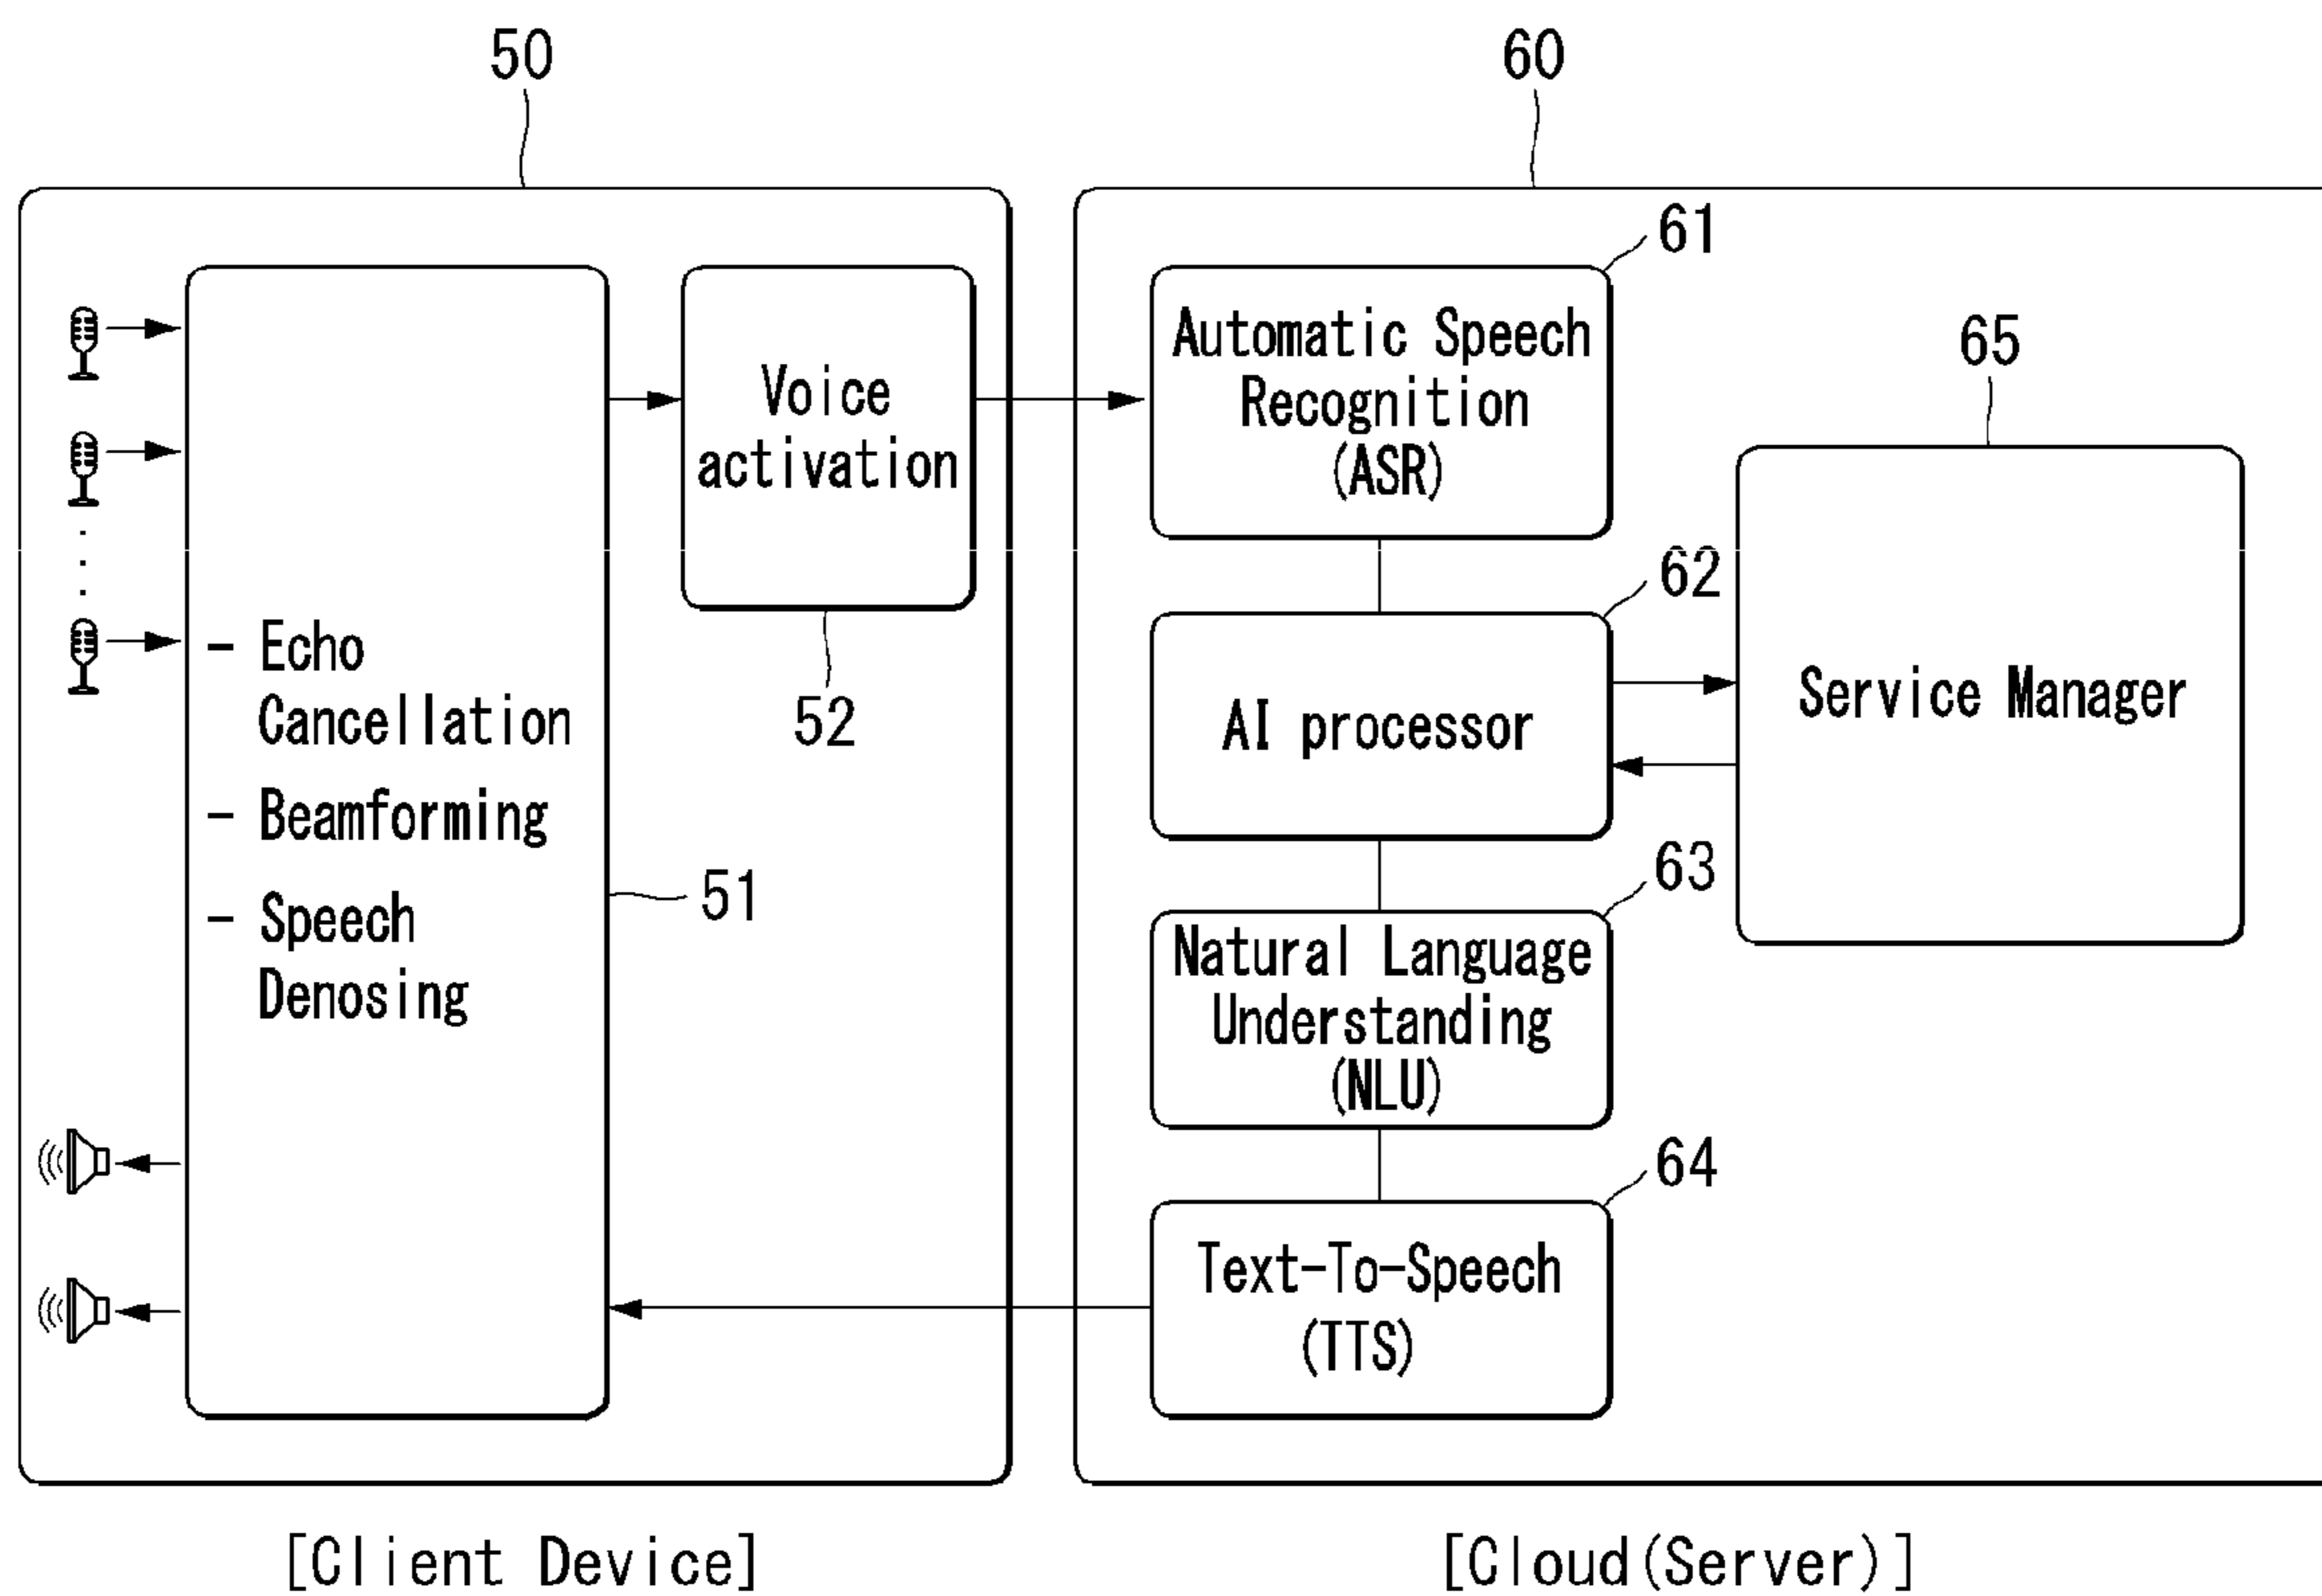 50
60
61
Automatic Speech
Recognition
(ASR)
Voice
activation
65
62
- Echo
Cancellation
52
AI processor
Service Manager
- Beamforming
51
63
- Speech
Denosing
Natural Language
Understanding
(NLU)
64
Text-To-Speech
(TTS)
[Client Device]
[Cloud(Server)]